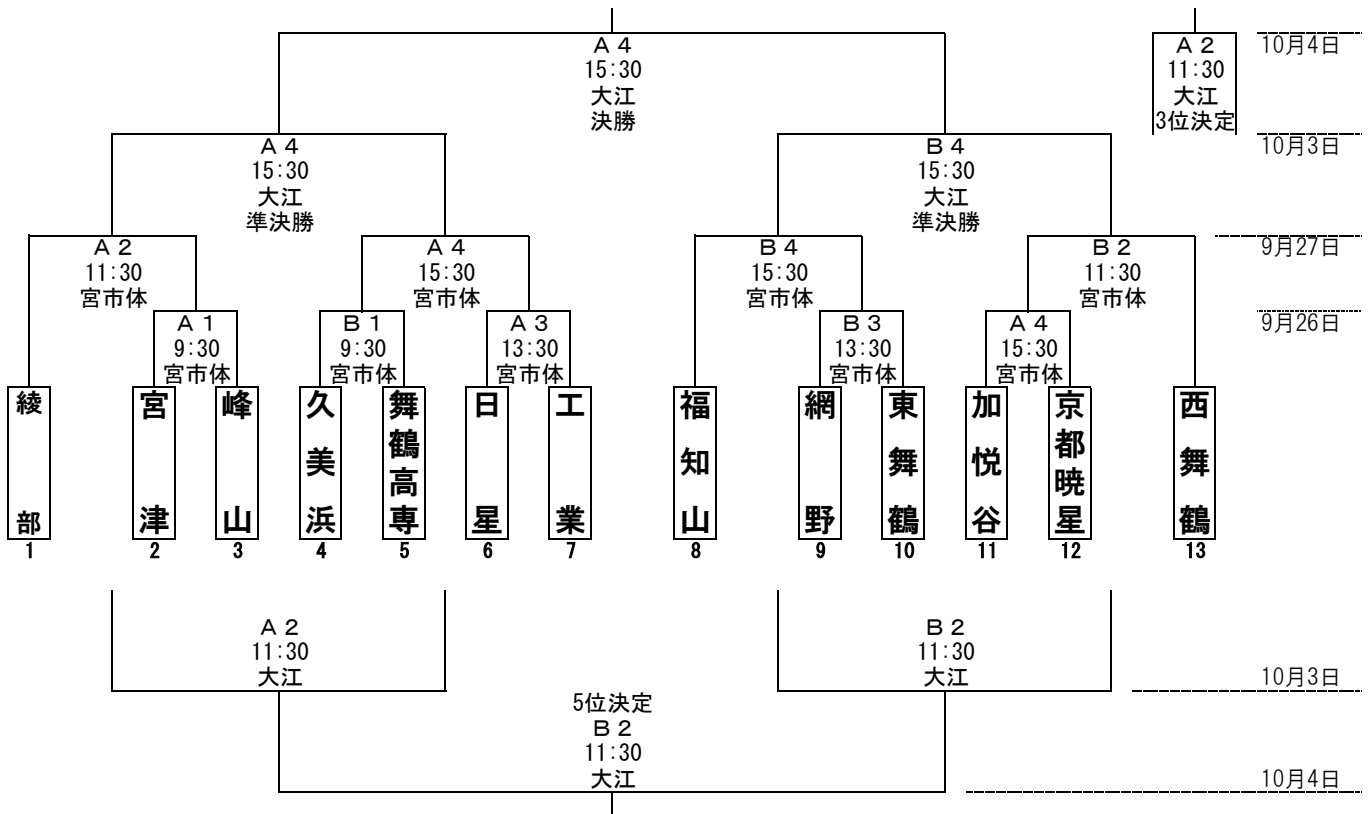 Ａ４
15:30
大江
決勝
Ａ２
11:30
大江
3位決定
10月4日
Ａ４
15:30
大江
準決勝
Ｂ４
15:30
大江
準決勝
10月3日
Ａ２
11:30
宮市体
Ａ４
15:30
宮市体
Ｂ４
15:30
宮市体
Ｂ２
11:30
宮市体
9月27日
Ａ１
9:30
宮市体
Ｂ１
9:30
宮市体
Ａ３
13:30
宮市体
Ｂ３
13:30
宮市体
Ａ４
15:30
宮市体
9月26日
綾部
1
宮津
2
峰山
3
久美浜
4
舞鶴高専
5
日星
6
工業
7
福知山
8
網野
9
東舞鶴
10
加悦谷
11
京都暁星
12
西舞鶴
13
Ａ２
11:30
大江
Ｂ２
11:30
大江
10月3日
5位決定
Ｂ２
11:30
大江
10月4日